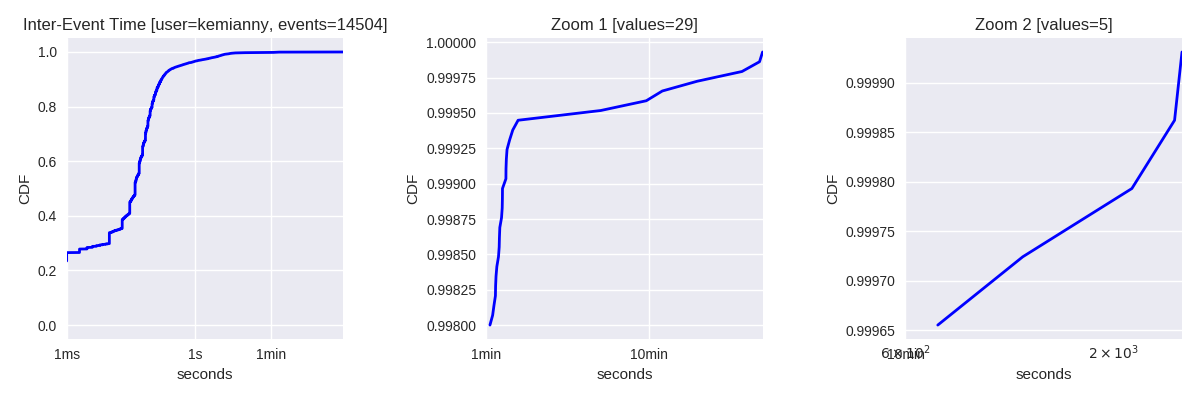 Inter-Event Time [user=kemianny, events=14504]
CDF
1.0
0.8
0.6
0.4
0.2
0.0
1ms 1s 1min
seconds
Zoom 1 [values=29]
CDF
1.00000
0.99975
0.99950
0.99925
0.99900
0.99875
0.99850
0.99825
0.99800
1min 10min
seconds
Zoom 2 [values=5]
CDF
0.99990
0.99985
0.99980
0.99975
0.99970
0.99965
10min 6 × 10² 2 × 10³
seconds